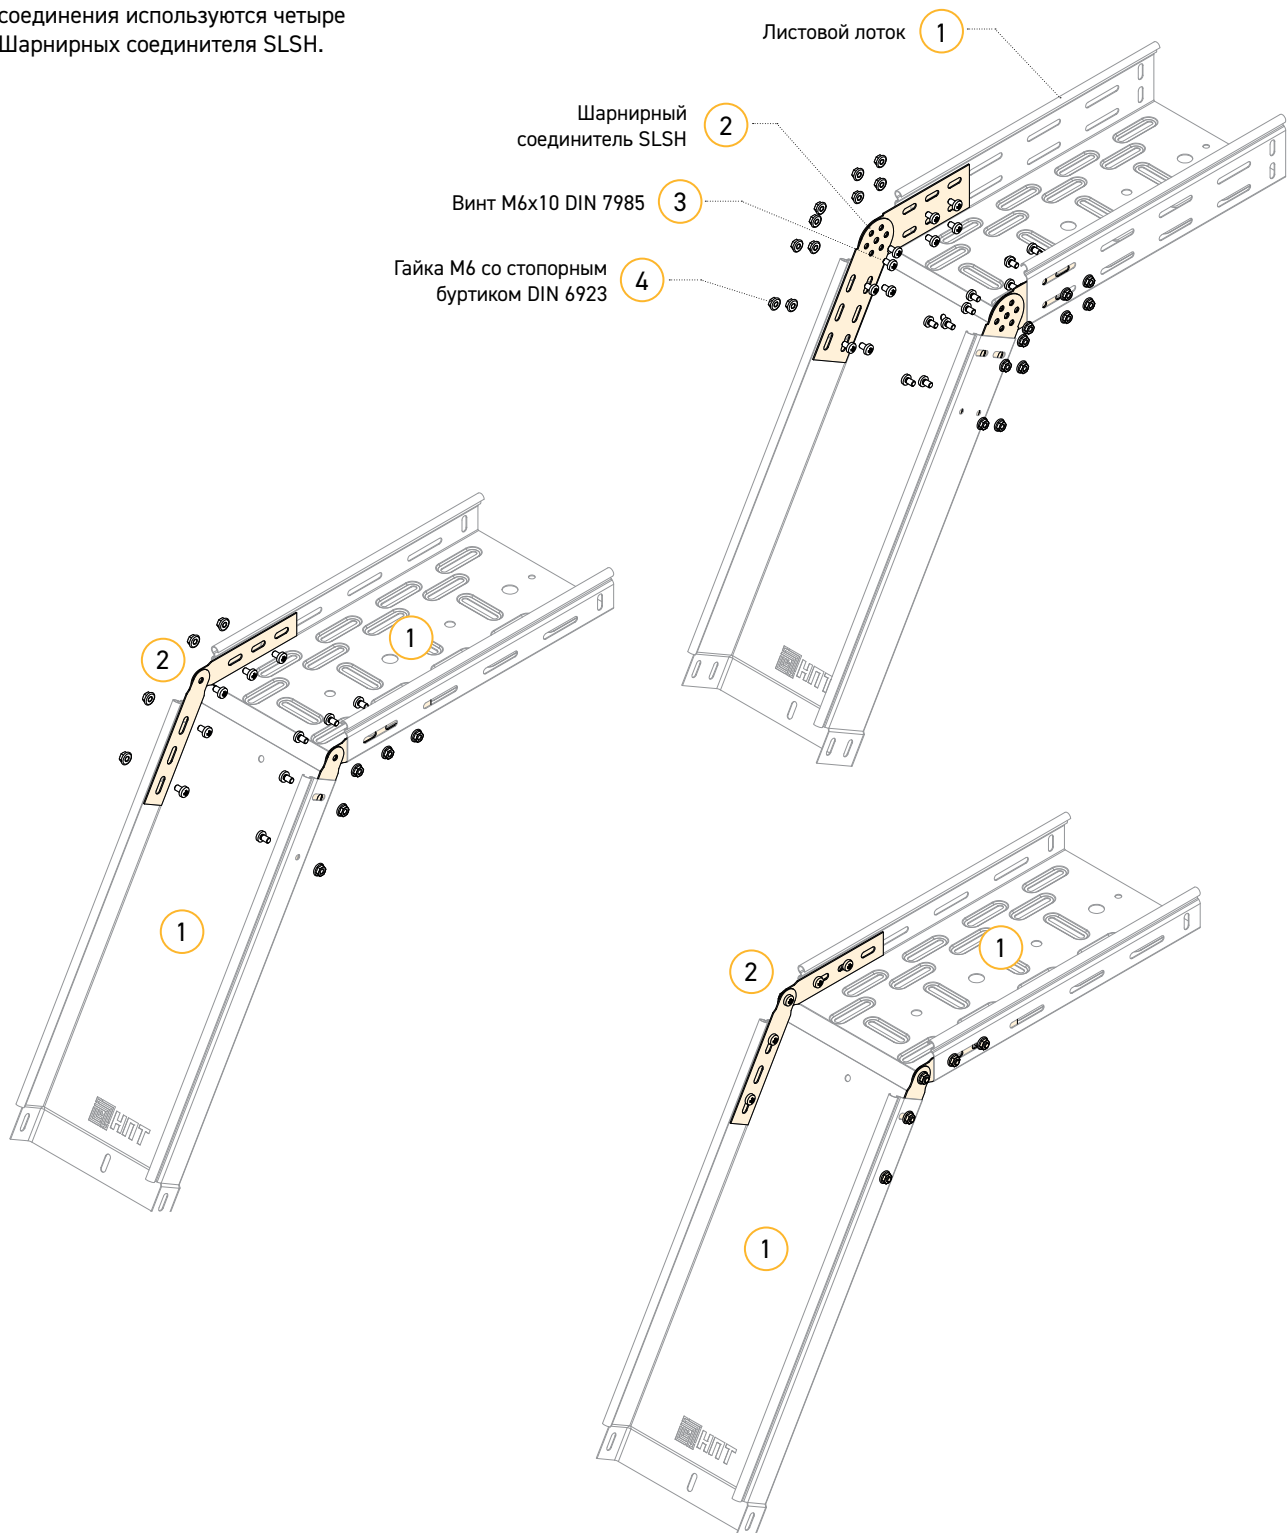 соединения используются четыре
Шарнирных соединителя SLSH.
Листовой лоток 1
Шарнирный
соединитель SLSH 2
Винт М6х10 DIN 7985 3
Гайка М6 со стопорным
буртиком DIN 6923 4
НПТ
2
1
1
НПТ
2
1
1
НПТ